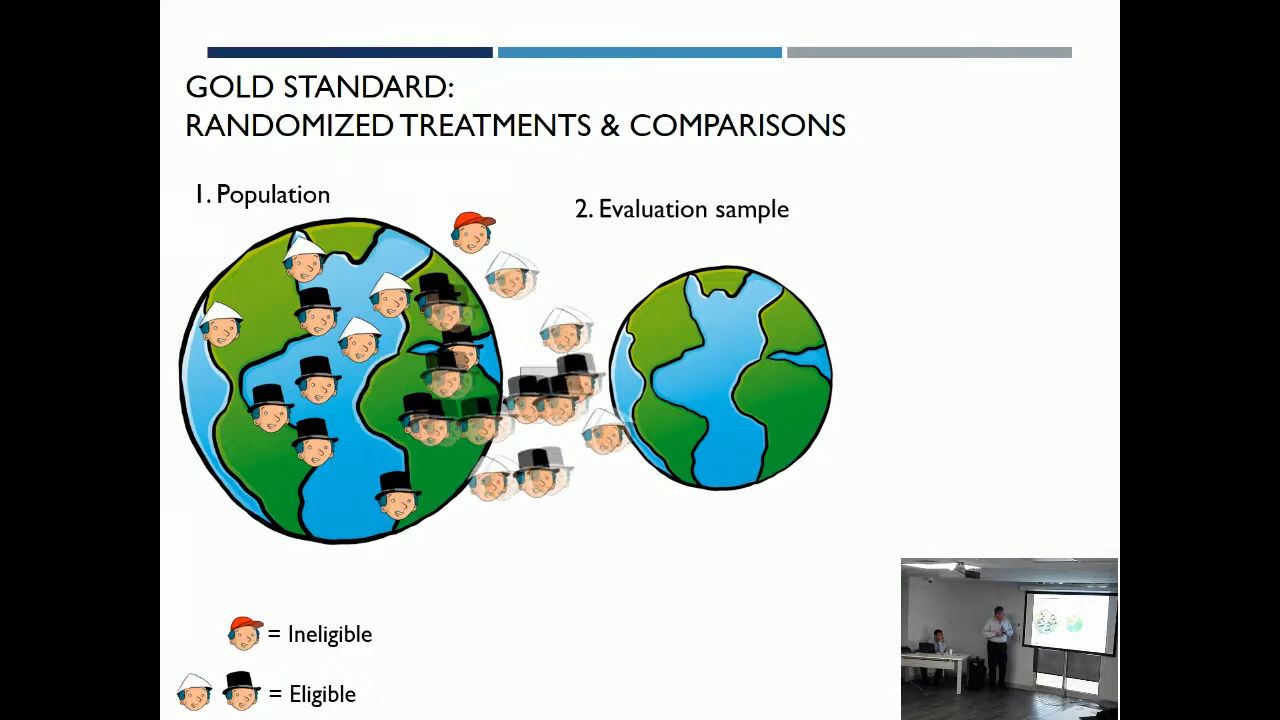 GOLD STANDARD:
RANDOMIZED TREATMENTS & COMPARISONS
1. Population
2. Evaluation sample
= Ineligible
= Eligible